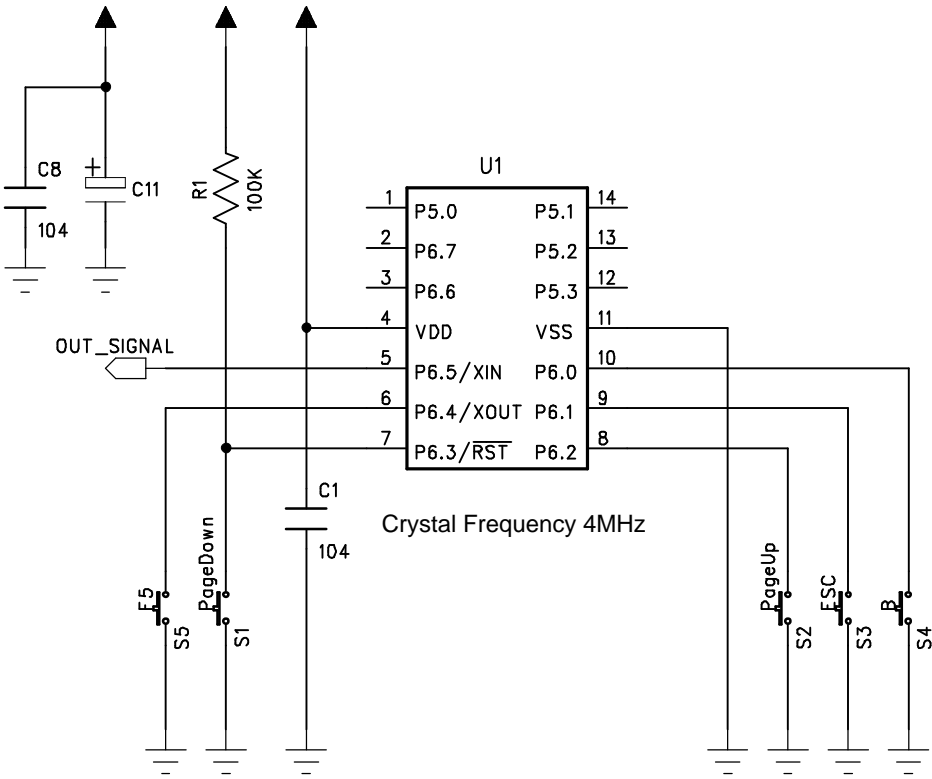 U1
C8
104
+
C11
R1
100K
1
P5.0
P5.1
14
2
P6.7
P5.2
13
3
P6.6
P5.3
12
4
VDD
VSS
11
OUT_SIGNAL
5
P6.5/XIN
P6.0
10
6
P6.4/XOUT
P6.1
9
7
P6.3/RST
P6.2
8
C1
104
Crystal Frequency 4MHz
F5
S5
PageDown
S1
PageUp
S2
ESC
S3
B
S4